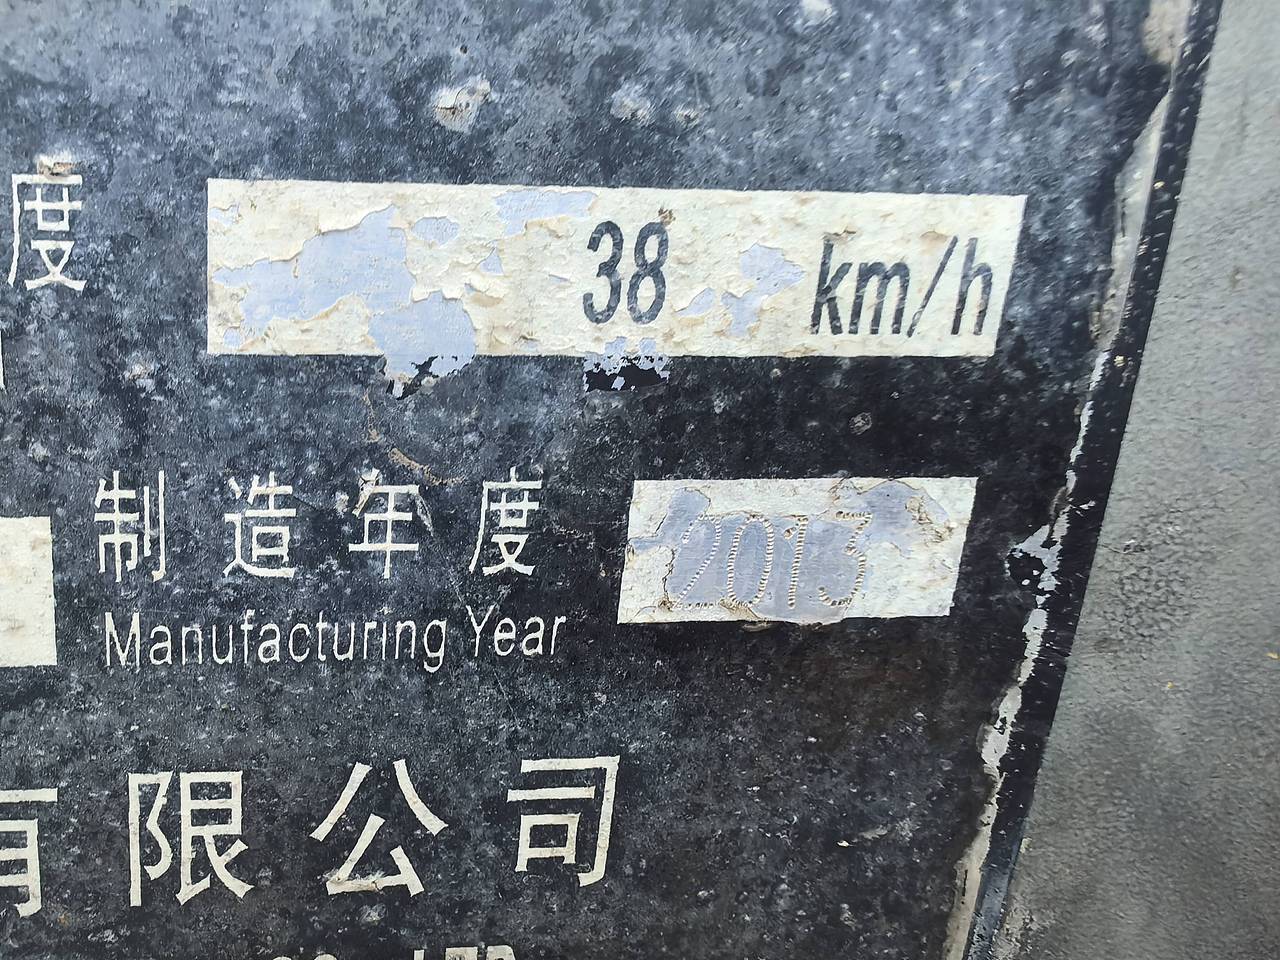 度 38 km/h
制造年度 2013
Manufacturing Year
有限公司